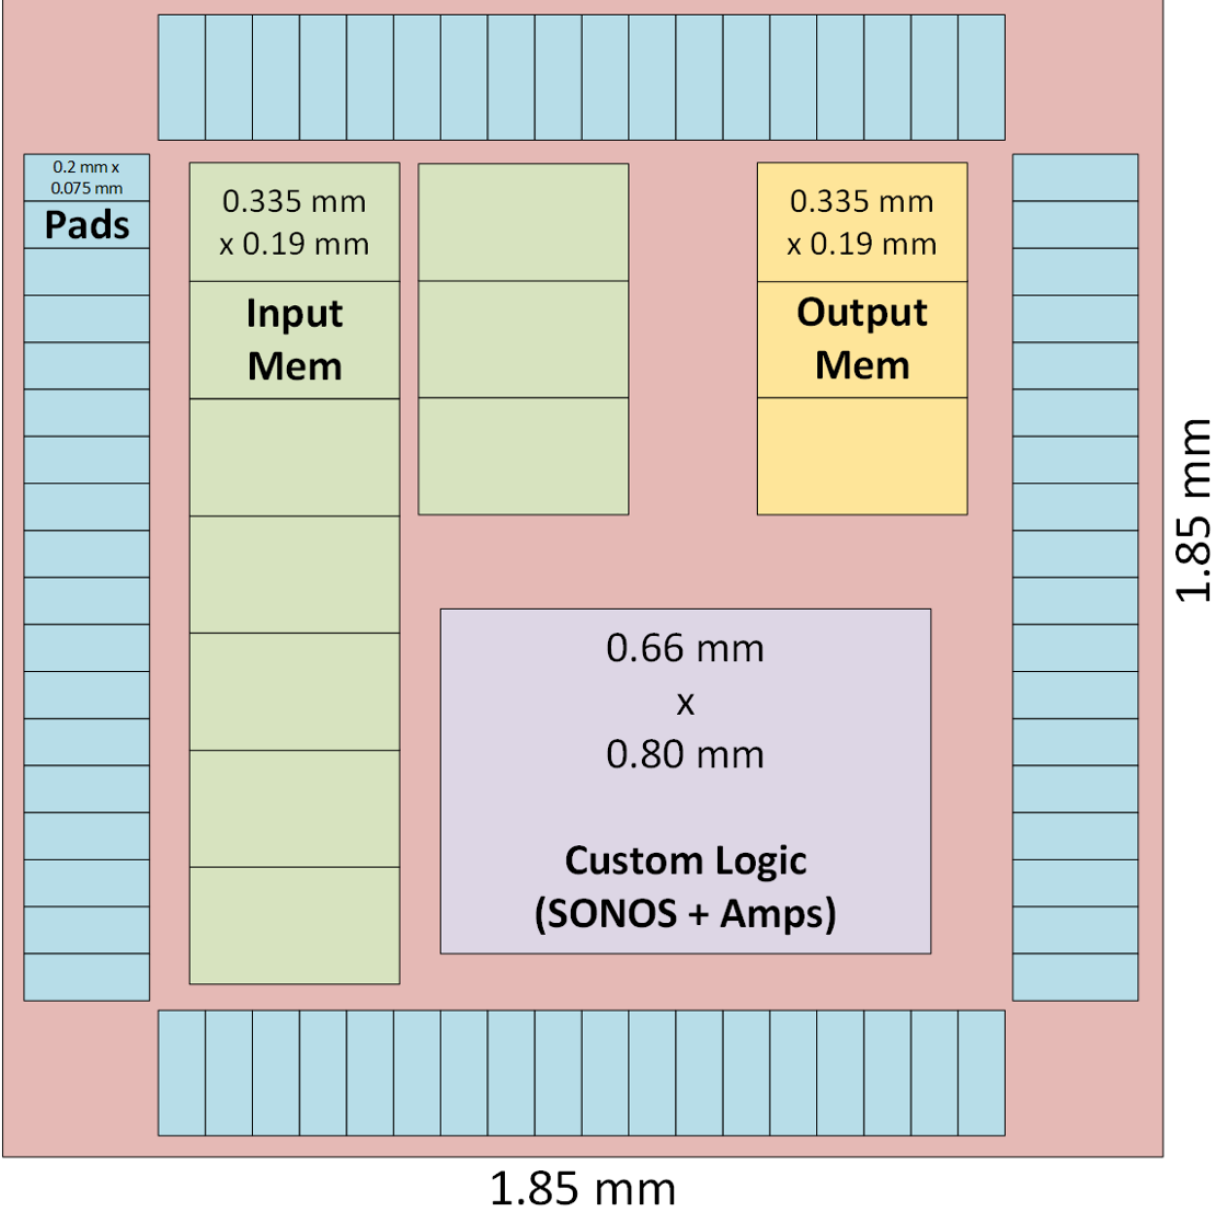 0.2 mm x
0.075 mm
Pads
0.335 mm
x 0.19 mm
Input
Mem
0.335 mm
x 0.19 mm
Output
Mem
0.66 mm
x
0.80 mm
Custom Logic
(SONOS + Amps)
1.85 mm
1.85 mm